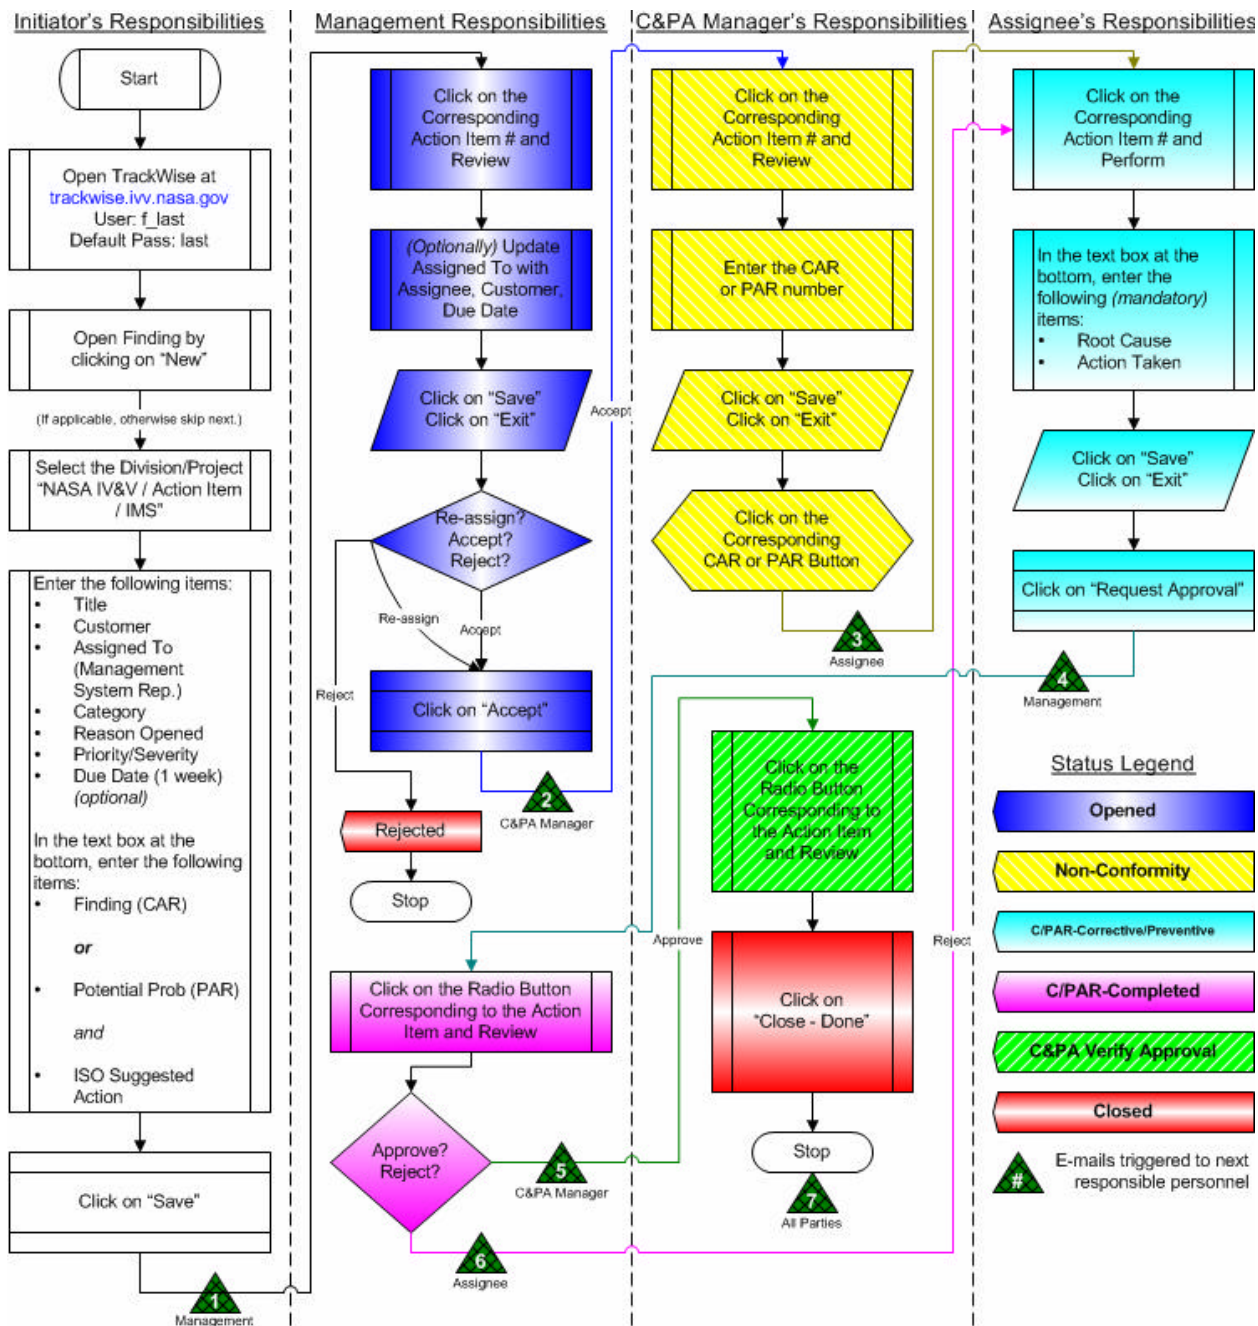 Initiator's Responsibilities
Start
Open TrackWise at
trackwise.ivv.nasa.gov
User: f_last
Default Pass: last
Open Finding by
clicking on "New"
(If applicable, otherwise skip next.)
Select the Division/Project
"NASA IV&V / Action Item
/ IMS"
Enter the following items:
• Title
• Customer
• Assigned To
(Management
System Rep.)
• Category
• Reason Opened
• Priority/Severity
• Due Date (1 week)
(optional)
In the text box at the
bottom, enter the following
items:
• Finding (CAR)
or
• Potential Prob (PAR)
and
• ISO Suggested
Action
Click on "Save"
1
Management
Management Responsibilities
Click on the
Corresponding
Action Item # and
Review
(Optionally) Update
Assigned To with
Assignee, Customer,
Due Date
Click on "Save"
Click on "Exit"
Re-assign?
Accept?
Reject?
Re-assign
Accept
Reject
Click on "Accept"
2
C&PA Manager
Accept
Rejected
Stop
Click on the Radio Button
Corresponding to the Action
Item and Review
Approve?
Reject?
5
C&PA Manager
6
Assignee
C&PA Manager's Responsibilities
Click on the
Corresponding
Action Item # and
Review
Enter the CAR
or PAR number
Click on "Save"
Click on "Exit"
Click on the
Corresponding
CAR or PAR Button
3
Assignee
Click on the
Radio Button
Corresponding to
the Action Item
and Review
Approve
Reject
Click on
"Close - Done"
Stop
7
All Parties
Assignee's Responsibilities
Click on the
Corresponding
Action Item # and
Perform
In the text box at the
bottom, enter the
following (mandatory)
items:
• Root Cause
• Action Taken
Click on "Save"
Click on "Exit"
Click on "Request Approval"
4
Management
Status Legend
Opened
Non-Conformity
C/PAR-Corrective/Preventive
C/PAR-Completed
C&PA Verify Approval
Closed
#
E-mails triggered to next
responsible personnel